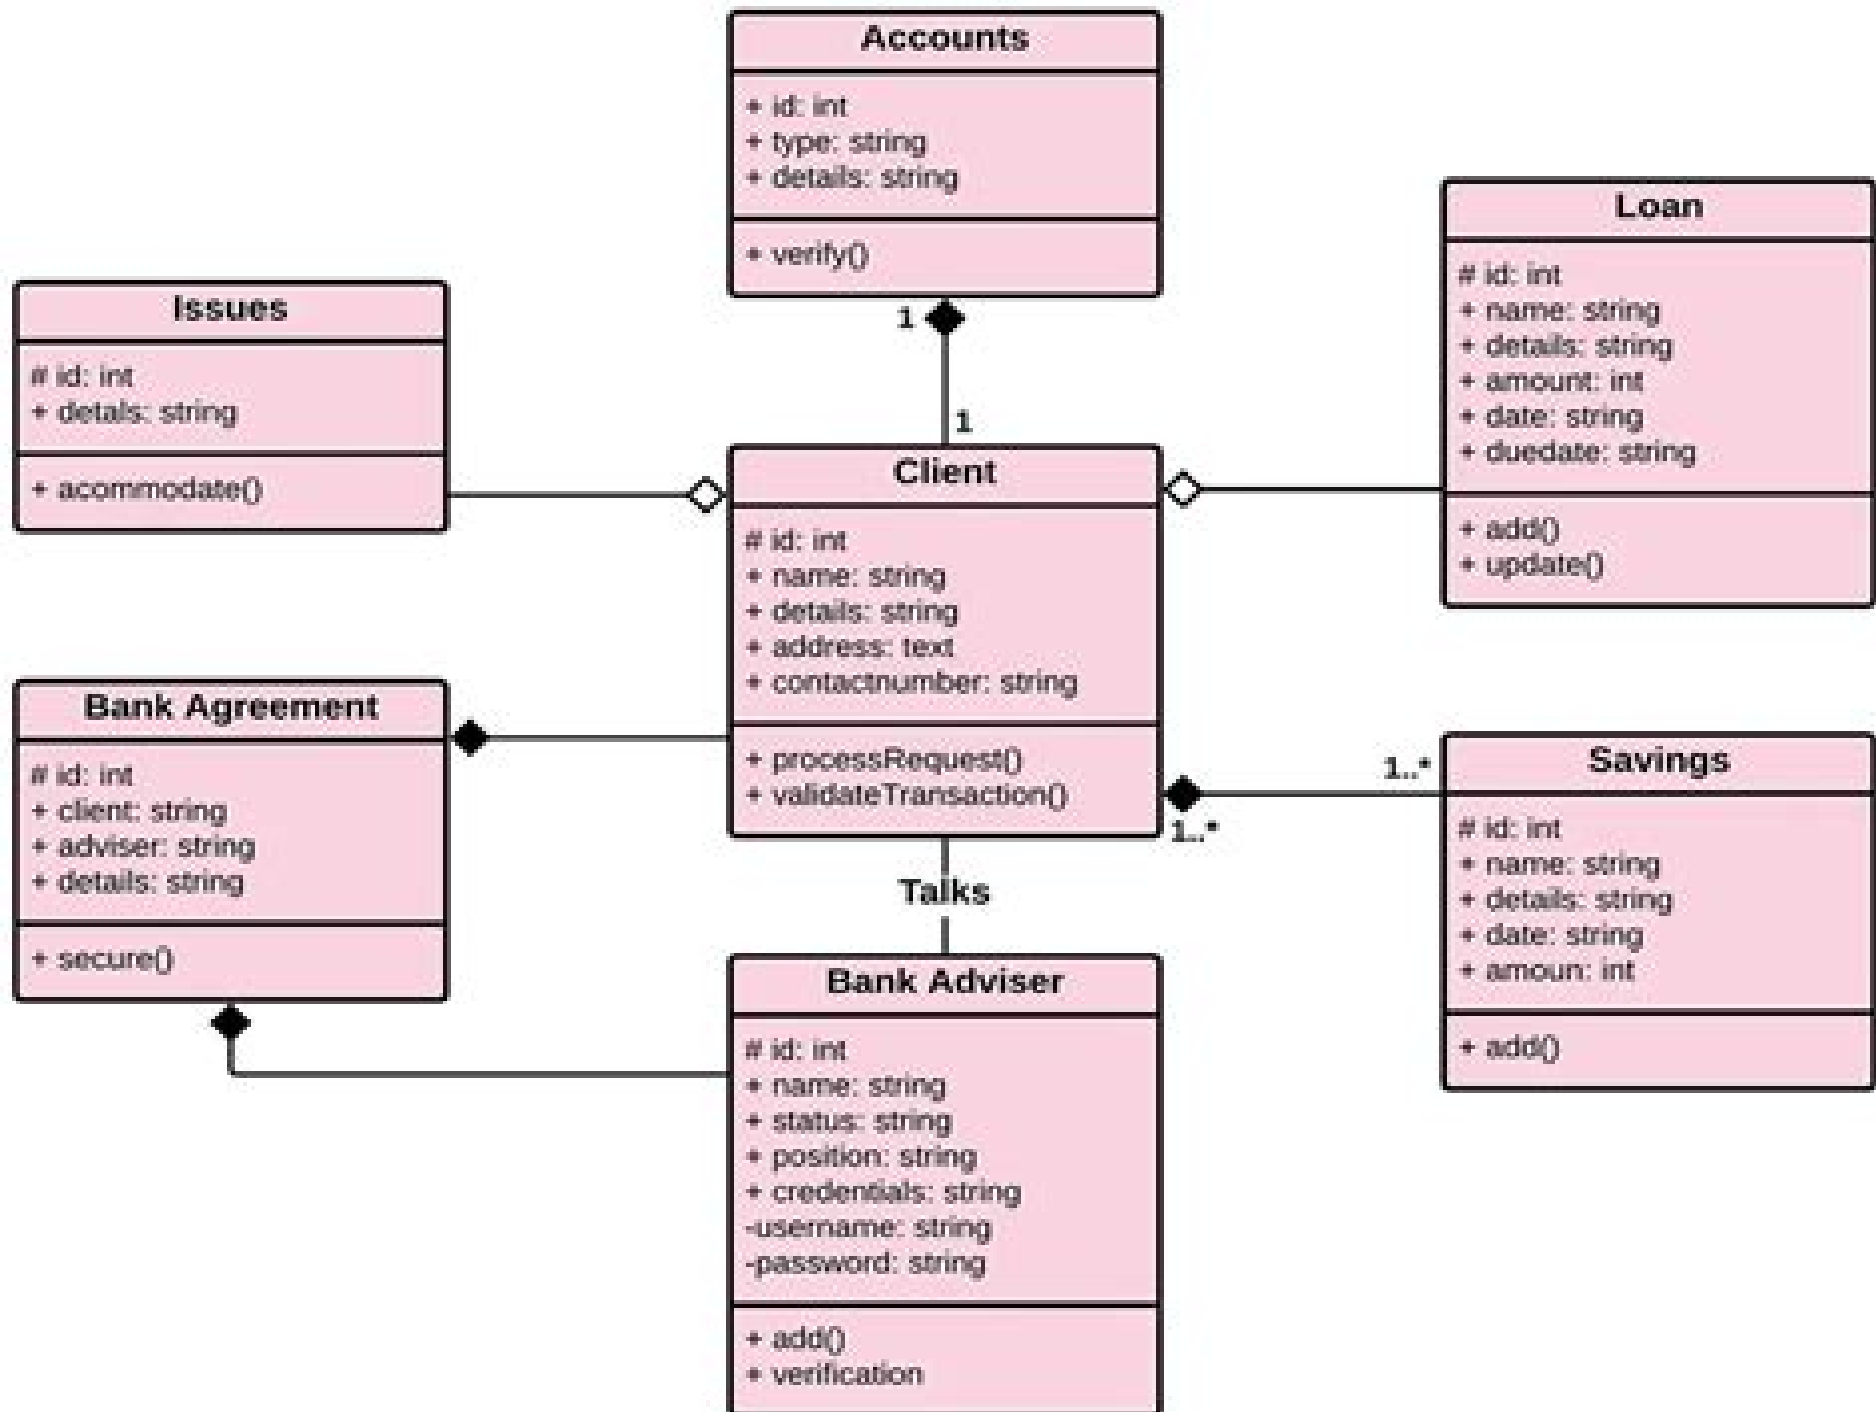 Accounts
+ id: int
+ type: string
+ details: string
+ verify()
1
1
Issues
# id: int
+ detals: string
+ acommodate()
Client
# id: int
+ name: string
+ details: string
+ address: text
+ contactnumber: string
+ processRequest()
+ validateTransaction()
Loan
# id: int
+ name: string
+ details: string
+ amount: int
+ date: string
+ duedate: string
+ add()
+ update()
Bank Agreement
# id: int
+ client: string
+ adviser: string
+ details: string
+ secure()
1..*
1..*
Savings
# id: int
+ name: string
+ details: string
+ date: string
+ amoun: int
+ add()
Talks
Bank Adviser
# id: int
+ name: string
+ status: string
+ position: string
+ credentials: string
-username: string
-password: string
+ add()
+ verification